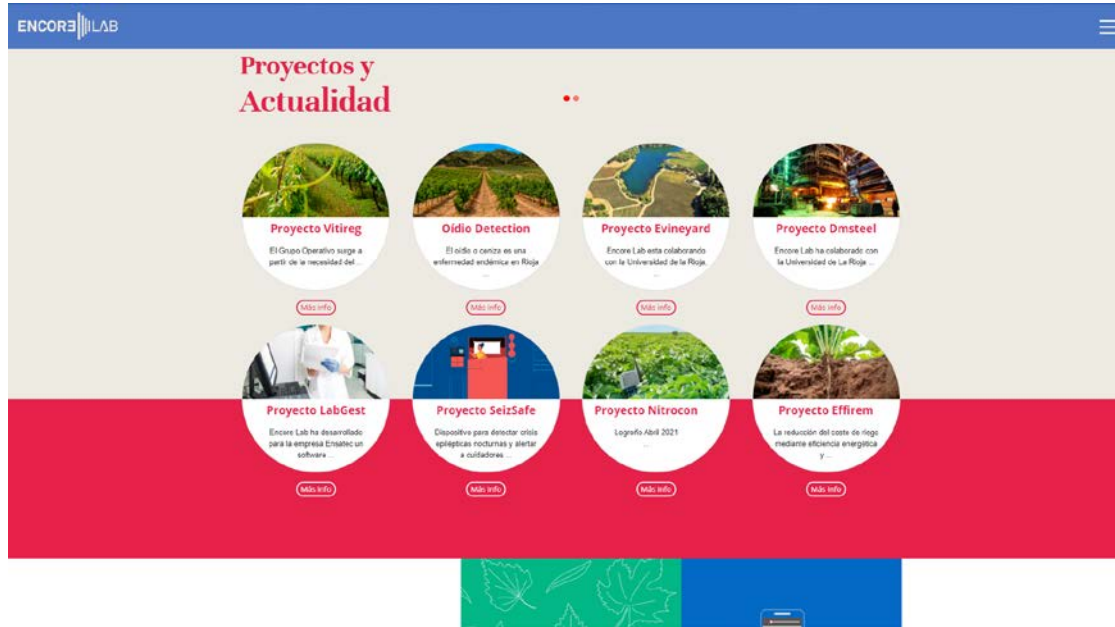 ENCORE LAB
Proyectos y
Actualidad
Proyecto Vitireg
El Grupo Operativo surge a
partir de la necesidad del ...
Más info
Oídio Detection
El oídio o ceniza es una
enfermedad endémica en Rioja
...
Más info
Proyecto Evineyard
Encore Lab esta colaborando
con la Universidad de la Rioja,
...
Más info
Proyecto Dmsteel
Encore Lab ha colaborado con
la Universidad de La Rioja ...
Más info
Proyecto LabGest
Encore Lab ha desarrollado
para la empresa Ensatec un
software ...
Más info
Proyecto SeizSafe
Dispositivo para detectar crisis
epilépticas nocturnas y alertar
a cuidadores ...
Más info
Proyecto Nitrocon
Logroño Abril 2021
...
Más info
Proyecto Effirem
La reducción del coste de riego
mediante eficiencia energética
y ...
Más info